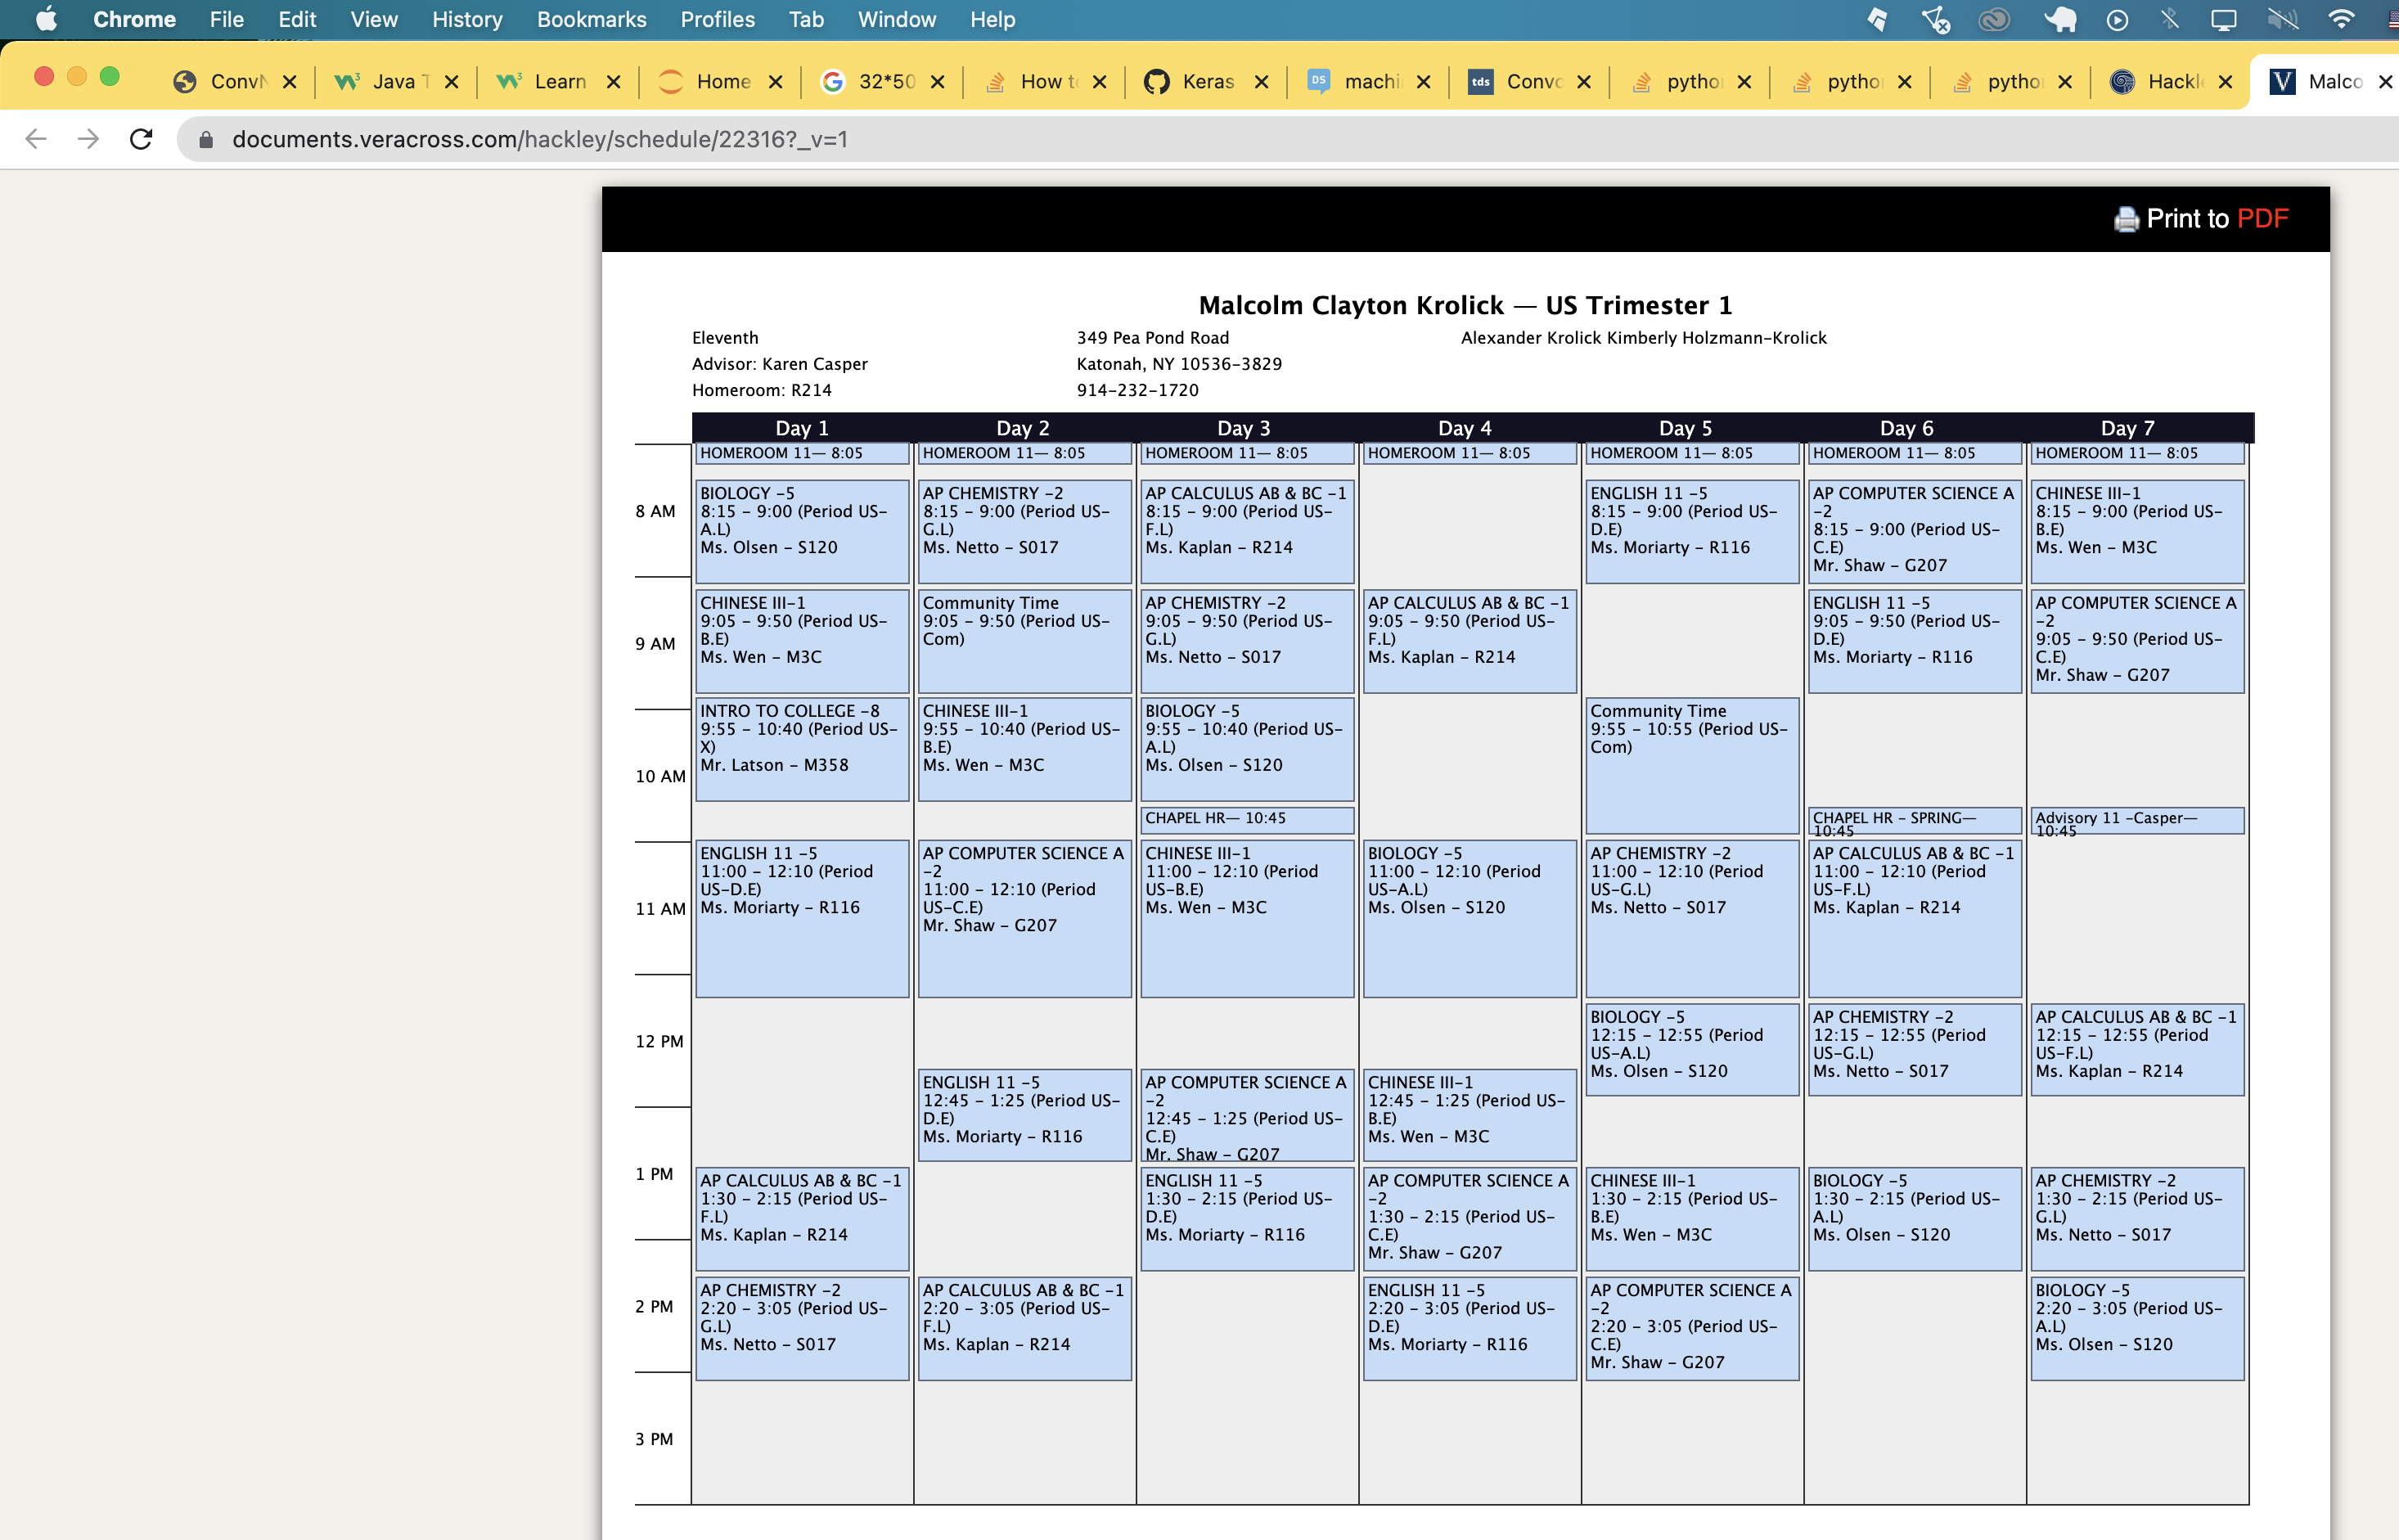 Chrome File Edit View History Bookmarks Profiles Tab Window Help
Conv Java T Learn Home 32*50 How to Keras machi Convo pytho pytho pytho Hackle Malco
documents.veracross.com/hackley/schedule/22316?_v=1
Print to PDF
Malcolm Clayton Krolick — US Trimester 1
Eleventh 349 Pea Pond Road Alexander Krolick Kimberly Holzmann-Krolick
Advisor: Karen Casper Katonah, NY 10536-3829
Homeroom: R214 914-232-1720
Day 1 Day 2 Day 3 Day 4 Day 5 Day 6 Day 7
8 AM
9 AM
10 AM
11 AM
12 PM
1 PM
2 PM
3 PM
HOMEROOM 11— 8:05
BIOLOGY -5
8:15 - 9:00 (Period US-
A.L)
Ms. Olsen - S120
CHINESE III-1
9:05 - 9:50 (Period US-
B.E)
Ms. Wen - M3C
INTRO TO COLLEGE -8
9:55 - 10:40 (Period US-
X)
Mr. Latson - M358
ENGLISH 11 -5
11:00 - 12:10 (Period
US-D.E)
Ms. Moriarty - R116
AP CALCULUS AB & BC -1
1:30 - 2:15 (Period US-
F.L)
Ms. Kaplan - R214
AP CHEMISTRY -2
2:20 - 3:05 (Period US-
G.L)
Ms. Netto - S017
HOMEROOM 11— 8:05
AP CHEMISTRY -2
8:15 - 9:00 (Period US-
G.L)
Ms. Netto - S017
Community Time
9:05 - 9:50 (Period US-
Com)
CHINESE III-1
9:55 - 10:40 (Period US-
B.E)
Ms. Wen - M3C
AP COMPUTER SCIENCE A
-2
11:00 - 12:10 (Period
US-C.E)
Mr. Shaw - G207
ENGLISH 11 -5
12:45 - 1:25 (Period US-
D.E)
Ms. Moriarty - R116
AP CALCULUS AB & BC -1
2:20 - 3:05 (Period US-
F.L)
Ms. Kaplan - R214
HOMEROOM 11— 8:05
AP CALCULUS AB & BC -1
8:15 - 9:00 (Period US-
F.L)
Ms. Kaplan - R214
AP CHEMISTRY -2
9:05 - 9:50 (Period US-
G.L)
Ms. Netto - S017
BIOLOGY -5
9:55 - 10:40 (Period US-
A.L)
Ms. Olsen - S120
CHAPEL HR— 10:45
CHINESE III-1
11:00 - 12:10 (Period
US-B.E)
Ms. Wen - M3C
AP COMPUTER SCIENCE A
-2
12:45 - 1:25 (Period US-
C.E)
Mr. Shaw - G207
ENGLISH 11 -5
1:30 - 2:15 (Period US-
D.E)
Ms. Moriarty - R116
HOMEROOM 11— 8:05
AP CALCULUS AB & BC -1
9:05 - 9:50 (Period US-
F.L)
Ms. Kaplan - R214
BIOLOGY -5
11:00 - 12:10 (Period
US-A.L)
Ms. Olsen - S120
CHINESE III-1
12:45 - 1:25 (Period US-
B.E)
Ms. Wen - M3C
AP COMPUTER SCIENCE A
-2
1:30 - 2:15 (Period US-
C.E)
Mr. Shaw - G207
ENGLISH 11 -5
2:20 - 3:05 (Period US-
D.E)
Ms. Moriarty - R116
HOMEROOM 11— 8:05
ENGLISH 11 -5
8:15 - 9:00 (Period US-
D.E)
Ms. Moriarty - R116
Community Time
9:55 - 10:55 (Period US-
Com)
AP CHEMISTRY -2
11:00 - 12:10 (Period
US-G.L)
Ms. Netto - S017
BIOLOGY -5
12:15 - 12:55 (Period
US-A.L)
Ms. Olsen - S120
CHINESE III-1
1:30 - 2:15 (Period US-
B.E)
Ms. Wen - M3C
AP COMPUTER SCIENCE A
-2
2:20 - 3:05 (Period US-
C.E)
Mr. Shaw - G207
HOMEROOM 11— 8:05
AP COMPUTER SCIENCE A
-2
8:15 - 9:00 (Period US-
C.E)
Mr. Shaw - G207
ENGLISH 11 -5
9:05 - 9:50 (Period US-
D.E)
Ms. Moriarty - R116
CHAPEL HR - SPRING—
10:45
AP CALCULUS AB & BC -1
11:00 - 12:10 (Period
US-F.L)
Ms. Kaplan - R214
AP CHEMISTRY -2
12:15 - 12:55 (Period
US-G.L)
Ms. Netto - S017
BIOLOGY -5
1:30 - 2:15 (Period US-
A.L)
Ms. Olsen - S120
HOMEROOM 11— 8:05
CHINESE III-1
8:15 - 9:00 (Period US-
B.E)
Ms. Wen - M3C
AP COMPUTER SCIENCE A
-2
9:05 - 9:50 (Period US-
C.E)
Mr. Shaw - G207
Advisory 11 -Casper—
10:45
AP CALCULUS AB & BC -1
12:15 - 12:55 (Period
US-F.L)
Ms. Kaplan - R214
AP CHEMISTRY -2
1:30 - 2:15 (Period US-
G.L)
Ms. Netto - S017
BIOLOGY -5
2:20 - 3:05 (Period US-
A.L)
Ms. Olsen - S120